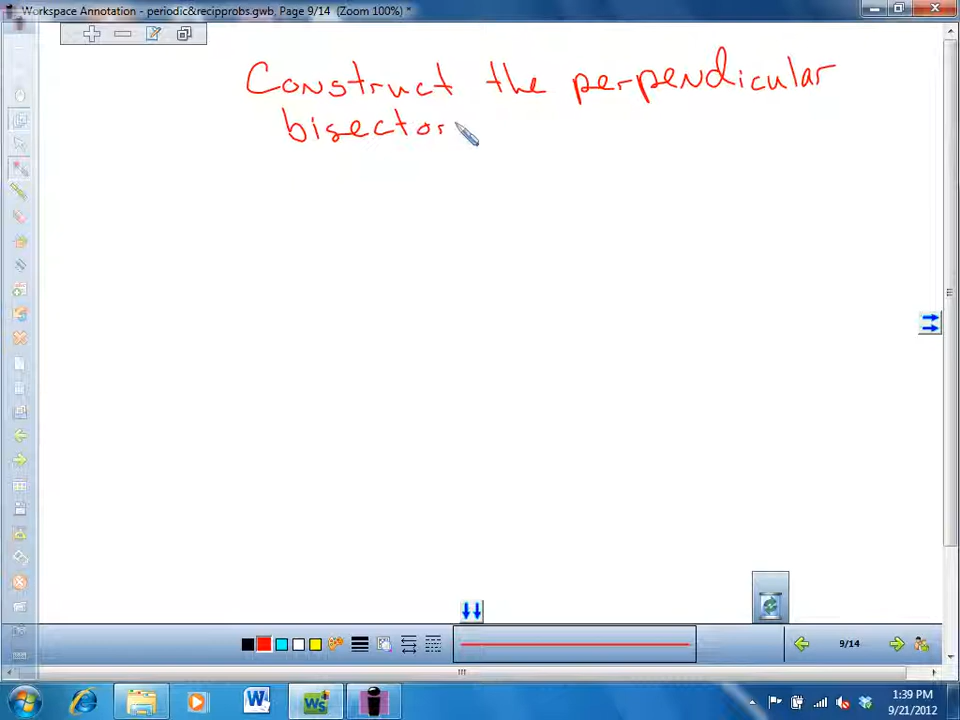 Workspace Annotation - periodic&recipprobs.gwb, Page 9/14 (Zoom 100%) *
Construct the perpendicular
bisector
9/14
1:39 PM
9/21/2012